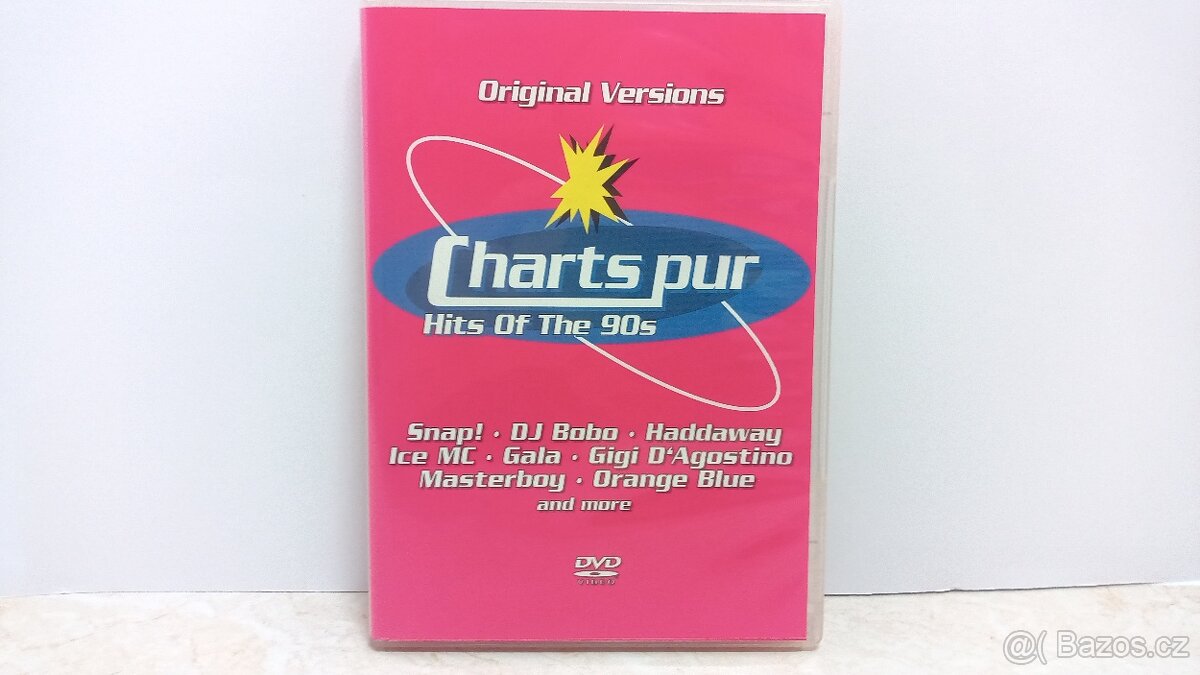 Original Versions
Charts pur
Hits Of The 90s
Snap! · DJ Bobo · Haddaway
Ice MC · Gala · Gigi D'Agostino
Masterboy · Orange Blue
and more
DVD
VIDEO
@( Bazos.cz